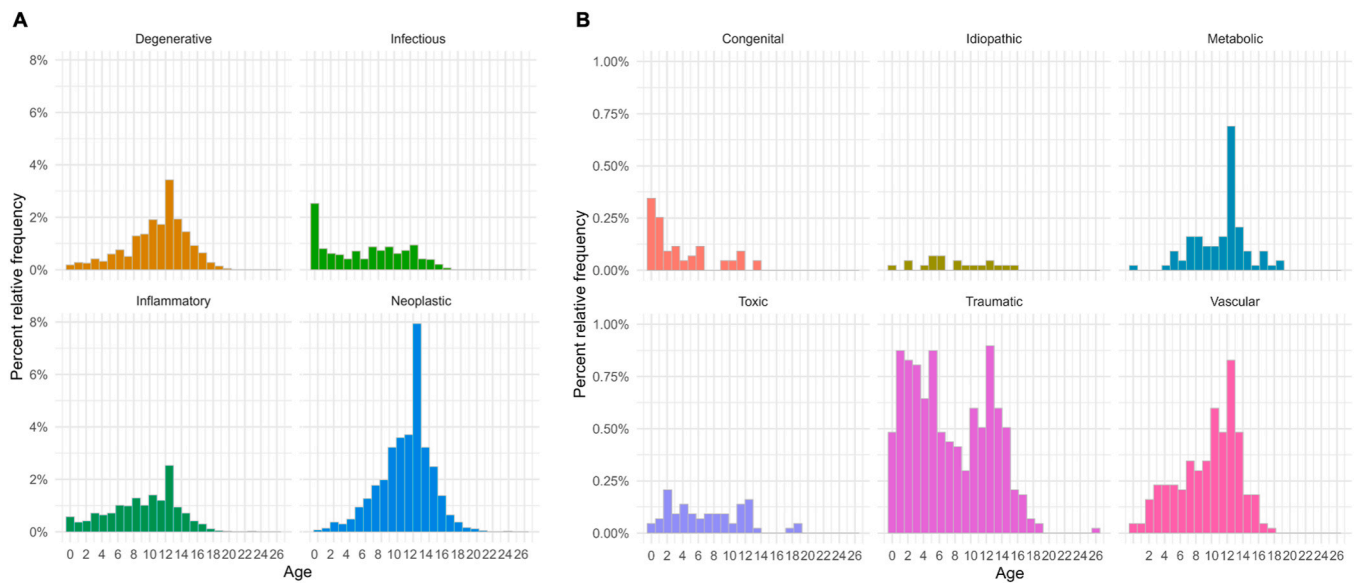 A
Degenerative Infectious
8%
6%
4%
2%
0%
Inflammatory Neoplastic
8%
6%
4%
2%
0%
0 2 4 6 8 10 12 14 16 18 20 22 24 26 0 2 4 6 8 10 12 14 16 18 20 22 24 26
Age
Percent relative frequency
B
Congenital Idiopathic Metabolic
1.00%
0.75%
0.50%
0.25%
0.00%
Toxic Traumatic Vascular
1.00%
0.75%
0.50%
0.25%
0.00%
0 2 4 6 8 10 12 14 16 18 20 22 24 26 0 2 4 6 8 10 12 14 16 18 20 22 24 26 2 4 6 8 10 12 14 16 18 20 22 24 26
Age
Percent relative frequency